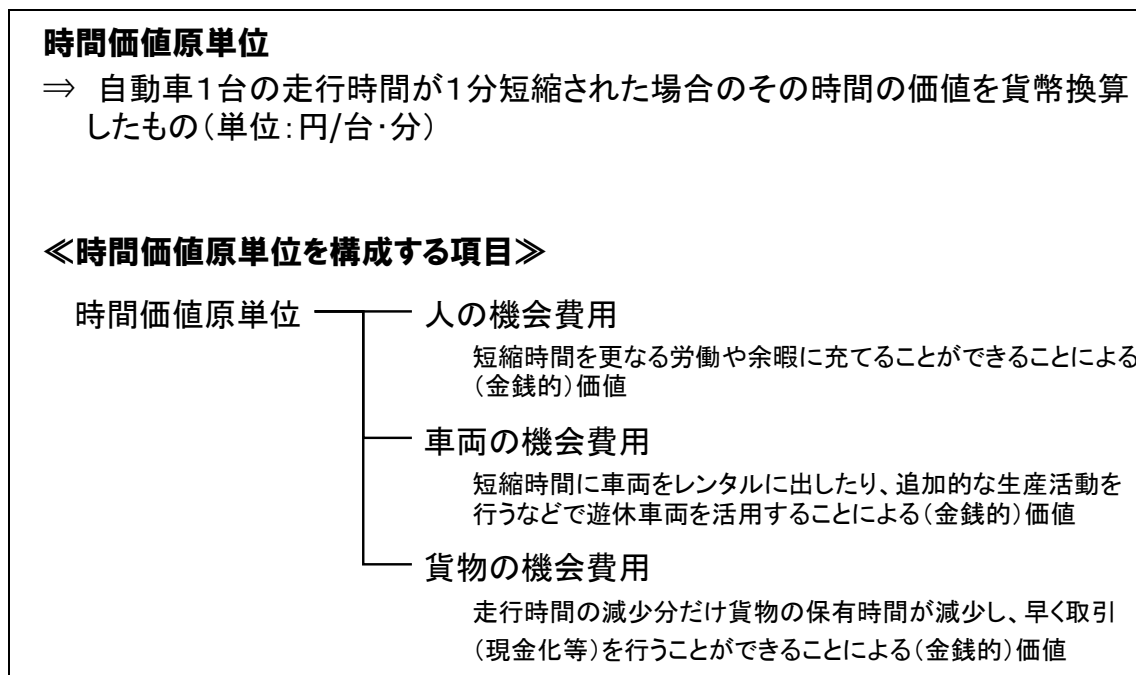 時間価値原単位
⇒ 自動車1台の走行時間が1分短縮された場合のその時間の価値を貨幣換算
したもの(単位:円/台・分)
≪時間価値原単位を構成する項目≫
時間価値原単位
人の機会費用
短縮時間を更なる労働や余暇に充てることができることによる
(金銭的)価値
車両の機会費用
短縮時間に車両をレンタルに出したり、追加的な生産活動を
行うなどで遊休車両を活用することによる(金銭的)価値
貨物の機会費用
走行時間の減少分だけ貨物の保有時間が減少し、早く取引
(現金化等)を行うことができることによる(金銭的)価値